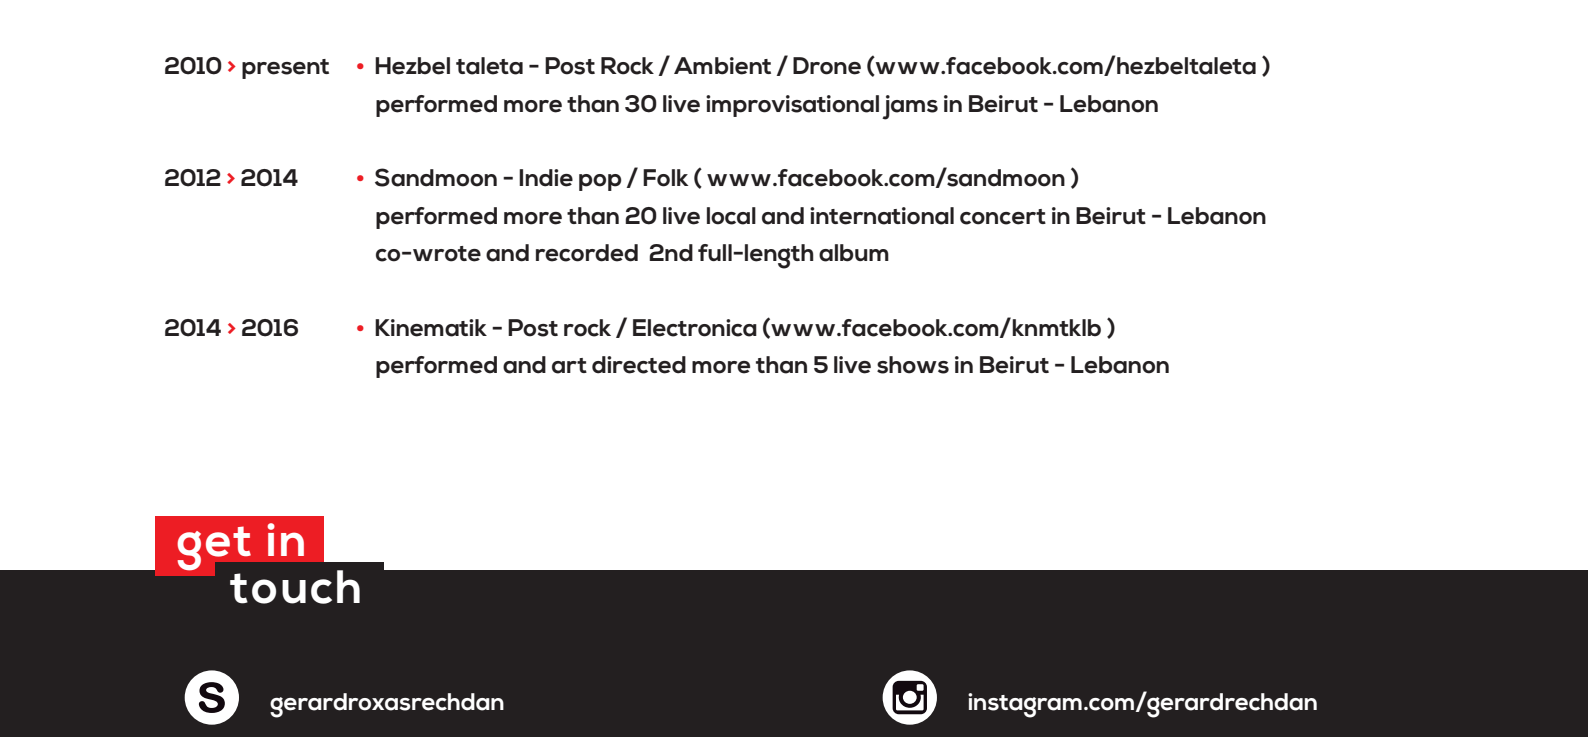 2010 > present • Hezbel taleta - Post Rock / Ambient / Drone (www.facebook.com/hezbeltaleta )
performed more than 30 live improvisational jams in Beirut - Lebanon
2012 > 2014 • Sandmoon - Indie pop / Folk ( www.facebook.com/sandmoon )
performed more than 20 live local and international concert in Beirut - Lebanon
co-wrote and recorded  2nd full-length album
2014 > 2016 • Kinematik - Post rock / Electronica (www.facebook.com/knmtklb )
performed and art directed more than 5 live shows in Beirut - Lebanon
get in
touch
S gerardroxasrechdan
instagram.com/gerardrechdan